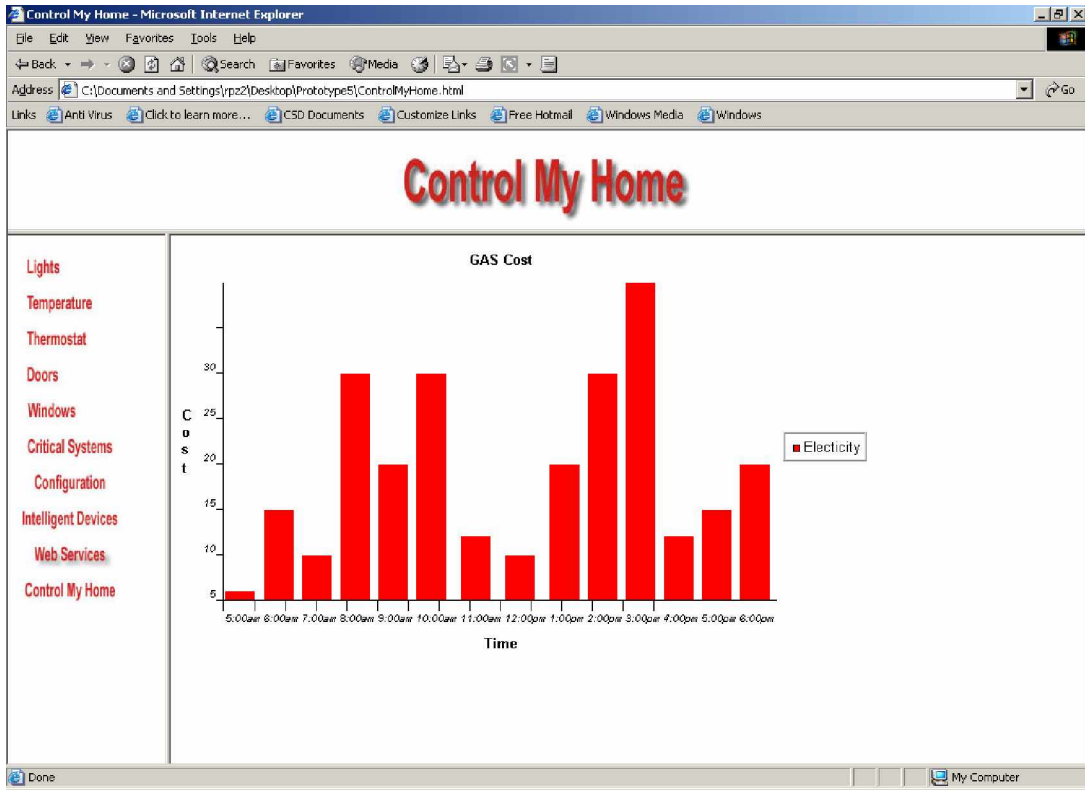 Control My Home - Microsoft Internet Explorer
File Edit View Favorites Tools Help
Back Search Favorites Media
Address C:\Documents and Settings\rpz2\Desktop\Prototype5\ControlMyHome.html Go
Links Anti Virus Click to learn more... CSD Documents Customize Links Free Hotmail Windows Media Windows
Control My Home
Lights
Temperature
Thermostat
Doors
Windows
Critical Systems
Configuration
Intelligent Devices
Web Services
Control My Home
GAS Cost
Cost
30
25
20
15
10
5
5:00am 6:00am 7:00am 8:00am 9:00am 10:00am 11:00am 12:00pm 1:00pm 2:00pm 3:00pm 4:00pm 5:00pm 6:00pm
Time
Electicity
Done My Computer